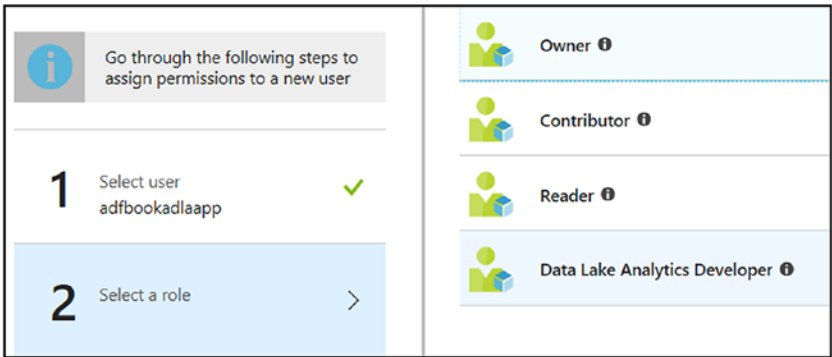 Go through the following steps to
assign permissions to a new user
1
Select user
adfbookadlaapp
2
Select a role
Owner
Contributor
Reader
Data Lake Analytics Developer